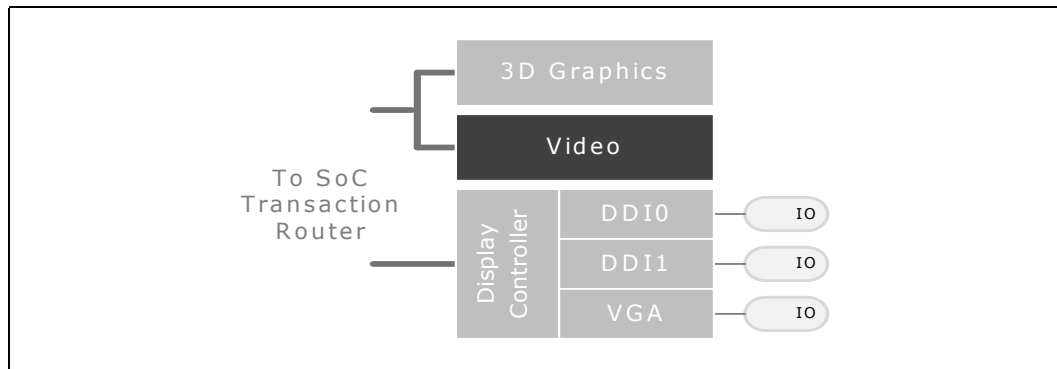 3D Graphics
Video
To SoC
Transaction
Router
Display
Controller
DDI0
IO
DDI1
IO
VGA
IO